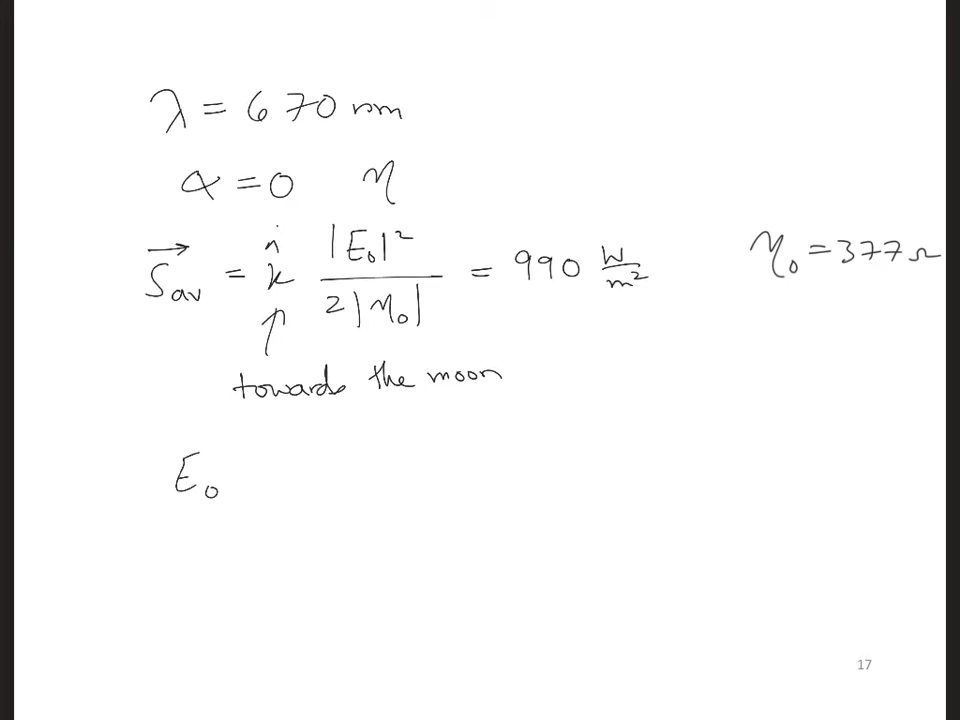 λ = 670 nm
α = 0 η
S⃗av = k̂ |E₀|² / 2|η₀| = 990 W/m² η₀ = 377 Ω
↑
towards the moon
E₀
17